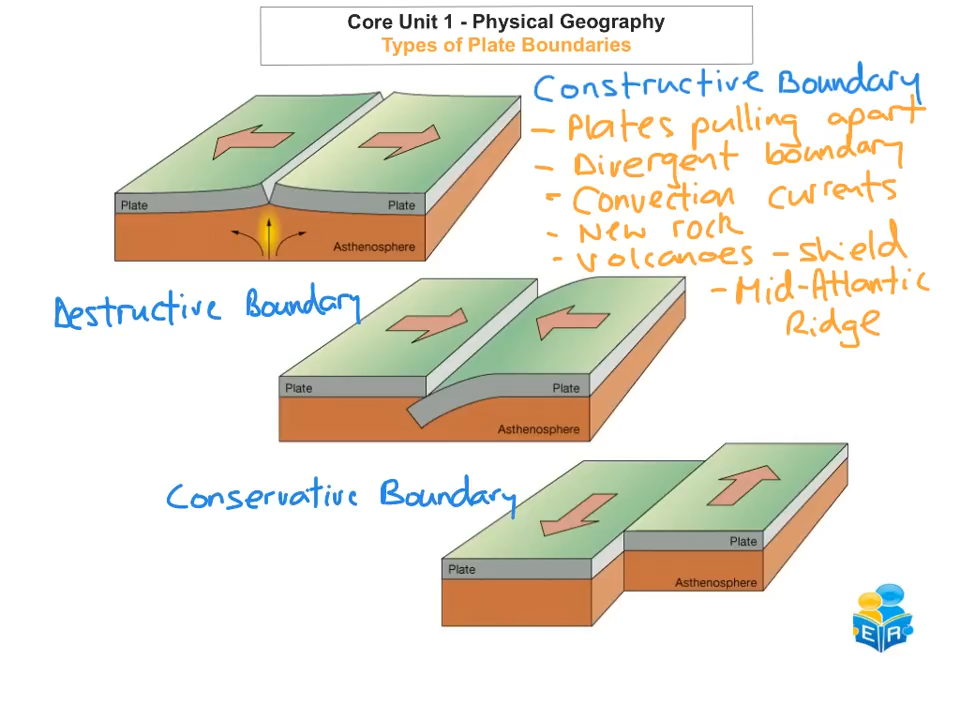 Core Unit 1 - Physical Geography
Types of Plate Boundaries
Constructive Boundary
- Plates pulling apart
- Divergent boundary
- Convection currents
- New rock
- Volcanoes - shield
- Mid-Atlantic
Ridge
Plate
Plate
Asthenosphere
Destructive Boundary
Plate
Plate
Asthenosphere
Conservative Boundary
Plate
Plate
Asthenosphere
E R